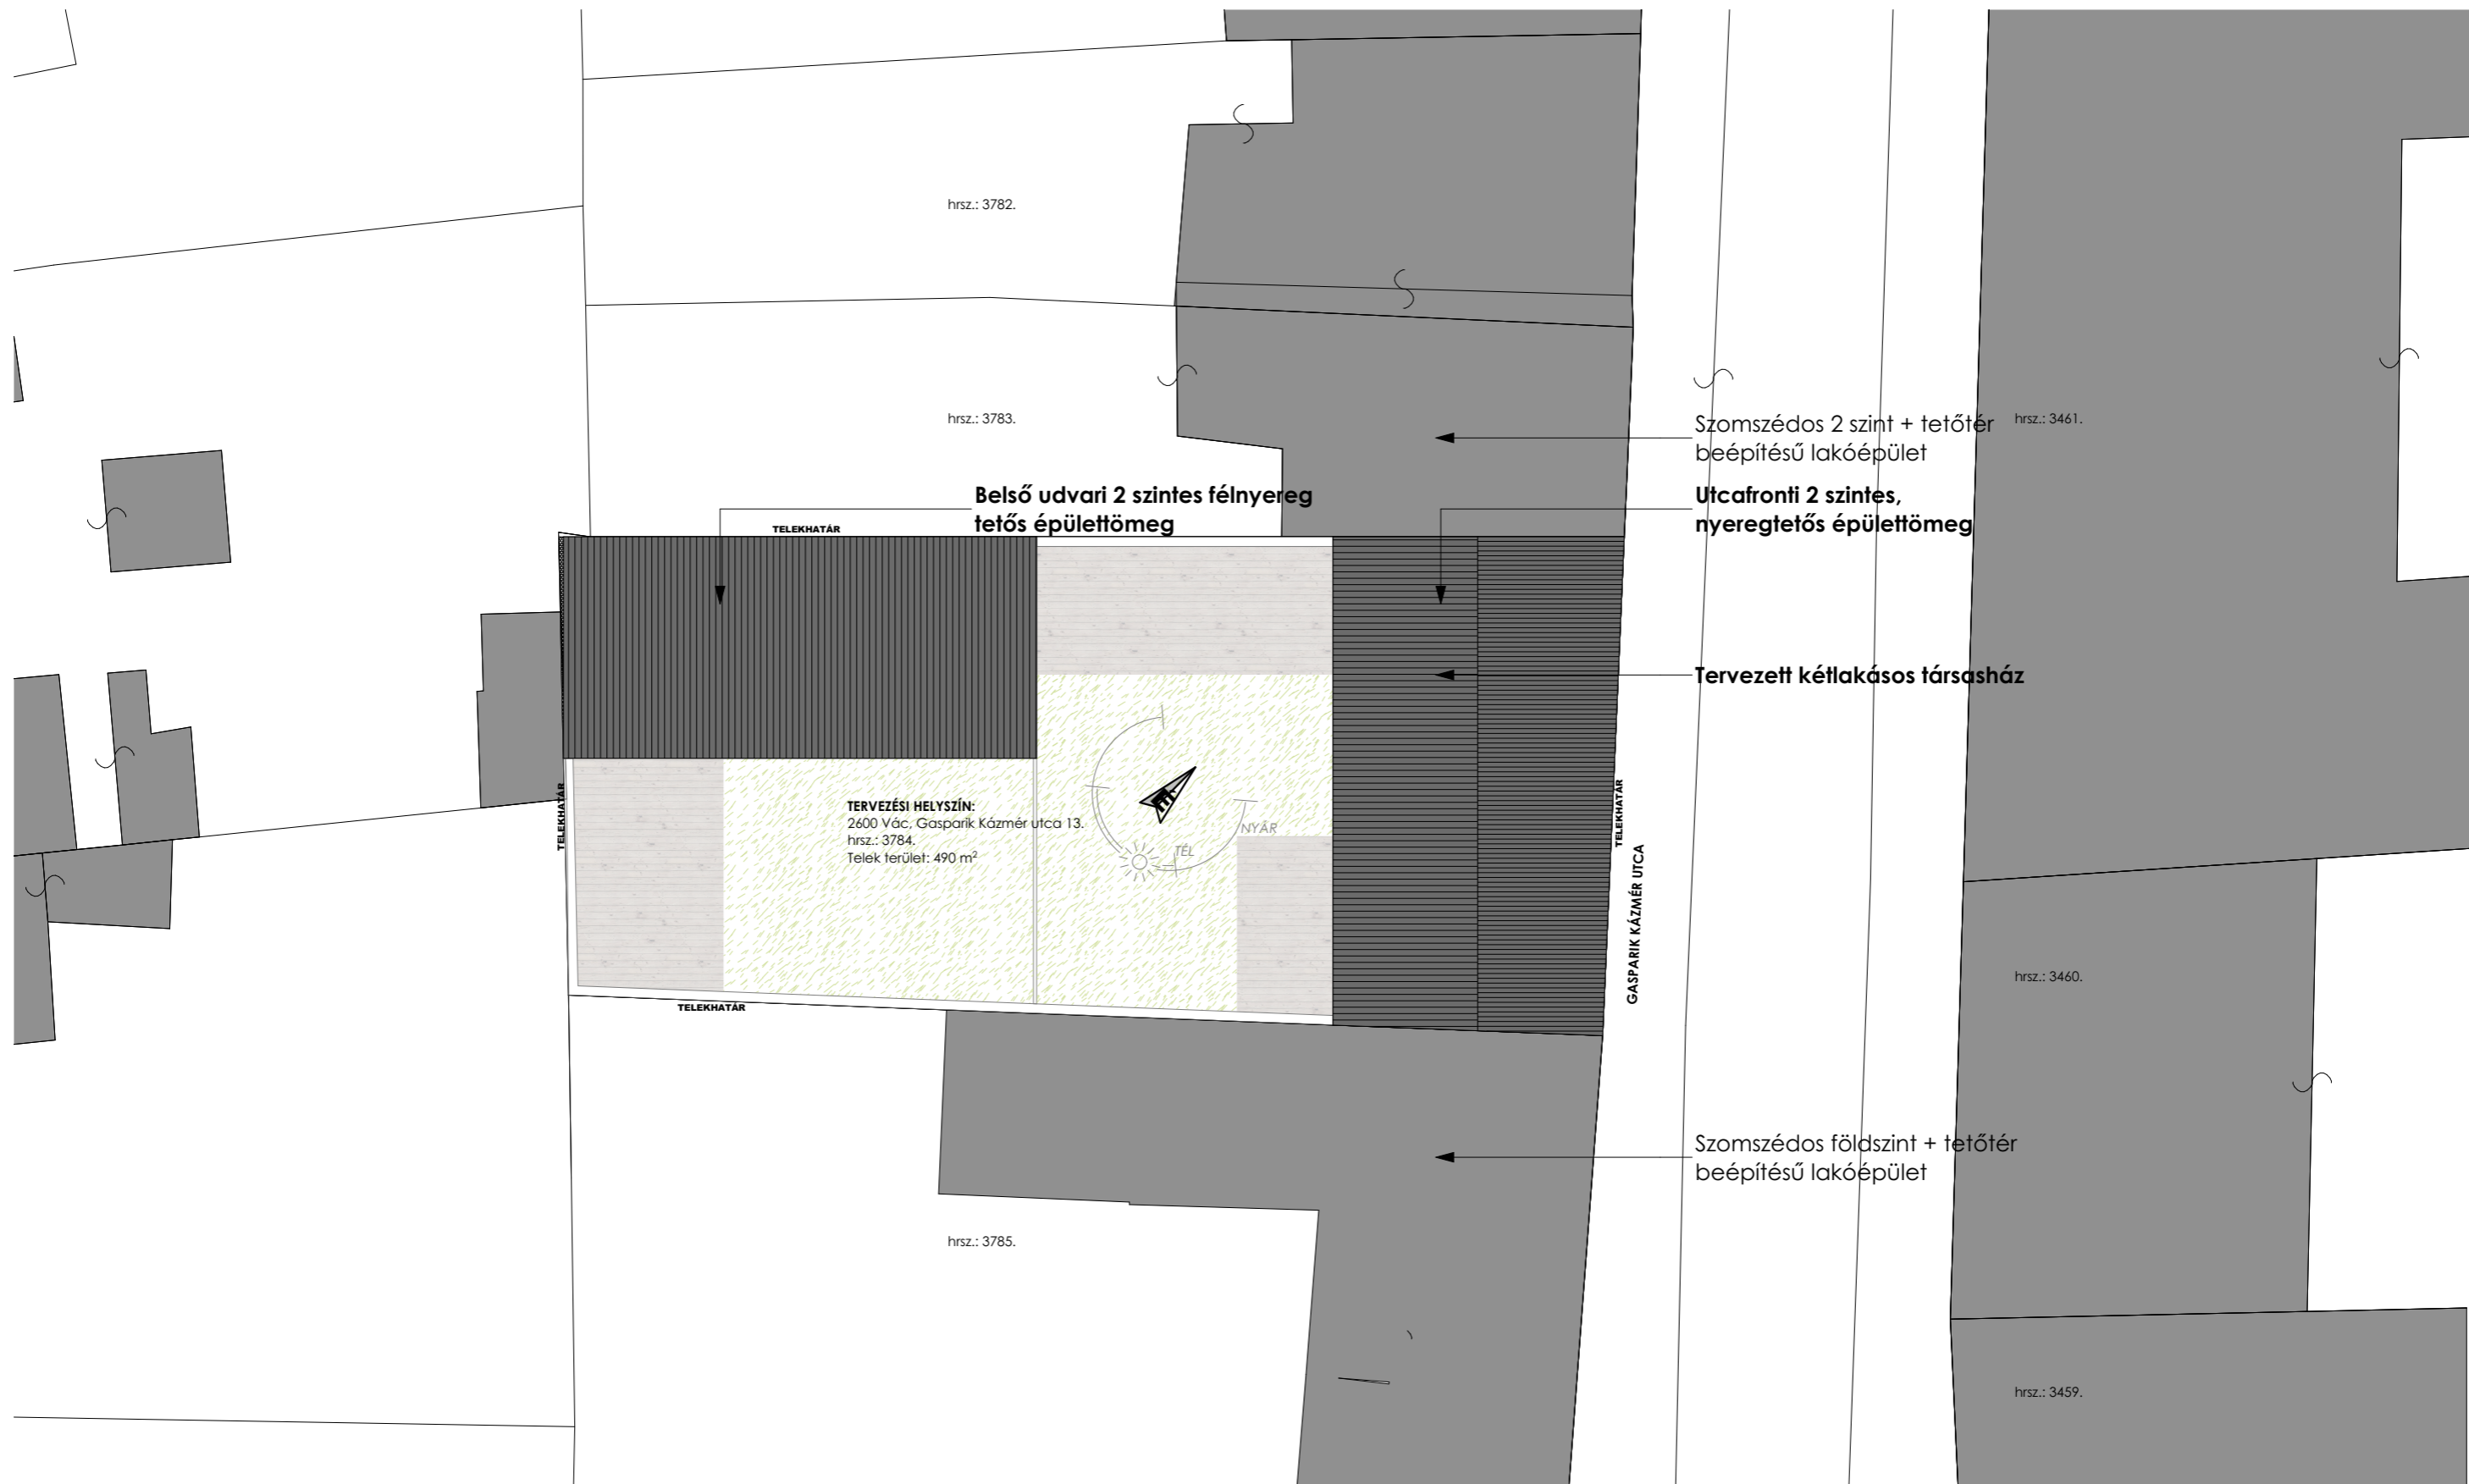 hrsz.: 3782.
hrsz.: 3783.
Szomszédos 2 szint + tetőtér
beépítésű lakóépület
hrsz.: 3461.
Belső udvari 2 szintes félnyereg
tetős épülettömeg
Utcafronti 2 szintes,
nyeregtetős épülettömeg
TELEKHATÁR
Tervezett kétlakásos társasház
TELEKHATÁR
TERVEZÉSI HELYSZÍN:
2600 Vác, Gasparik Kázmér utca 13.
hrsz.: 3784.
Telek terület: 490 m²
É
NYÁR
TÉL
TELEKHATÁR
GASPARIK KÁZMÉR UTCA
TELEKHATÁR
hrsz.: 3460.
Szomszédos földszint + tetőtér
beépítésű lakóépület
hrsz.: 3785.
hrsz.: 3459.